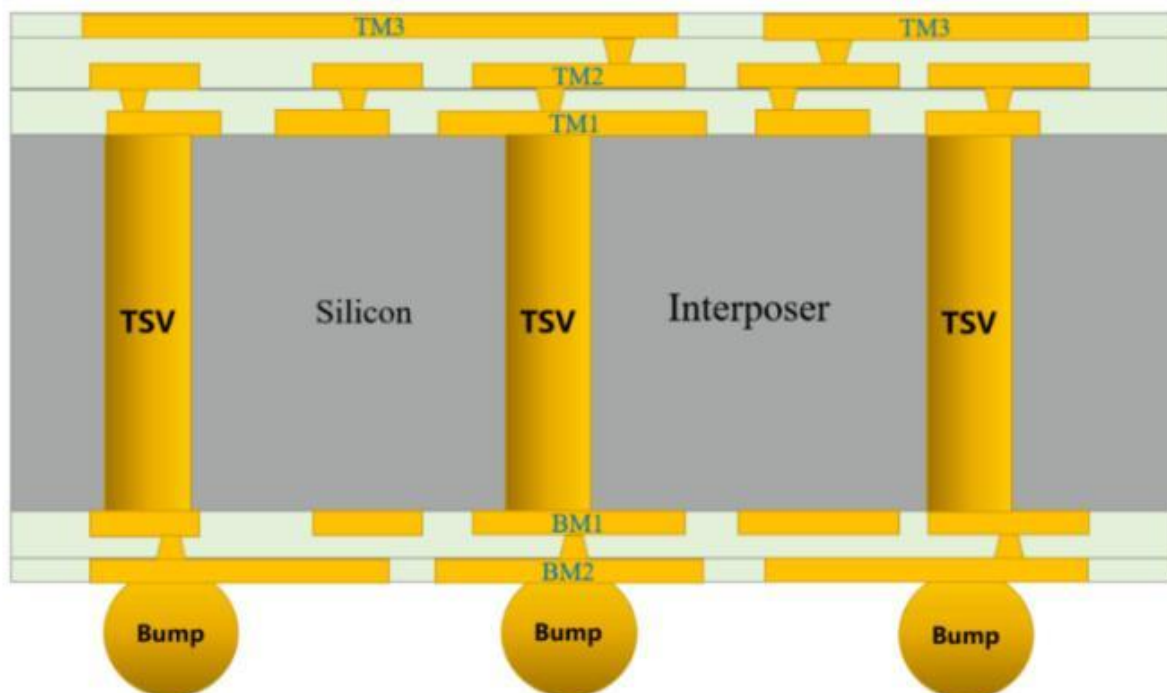 TM3
TM3
TM2
TM1
TSV
Silicon
TSV
Interposer
TSV
BM1
BM2
Bump
Bump
Bump